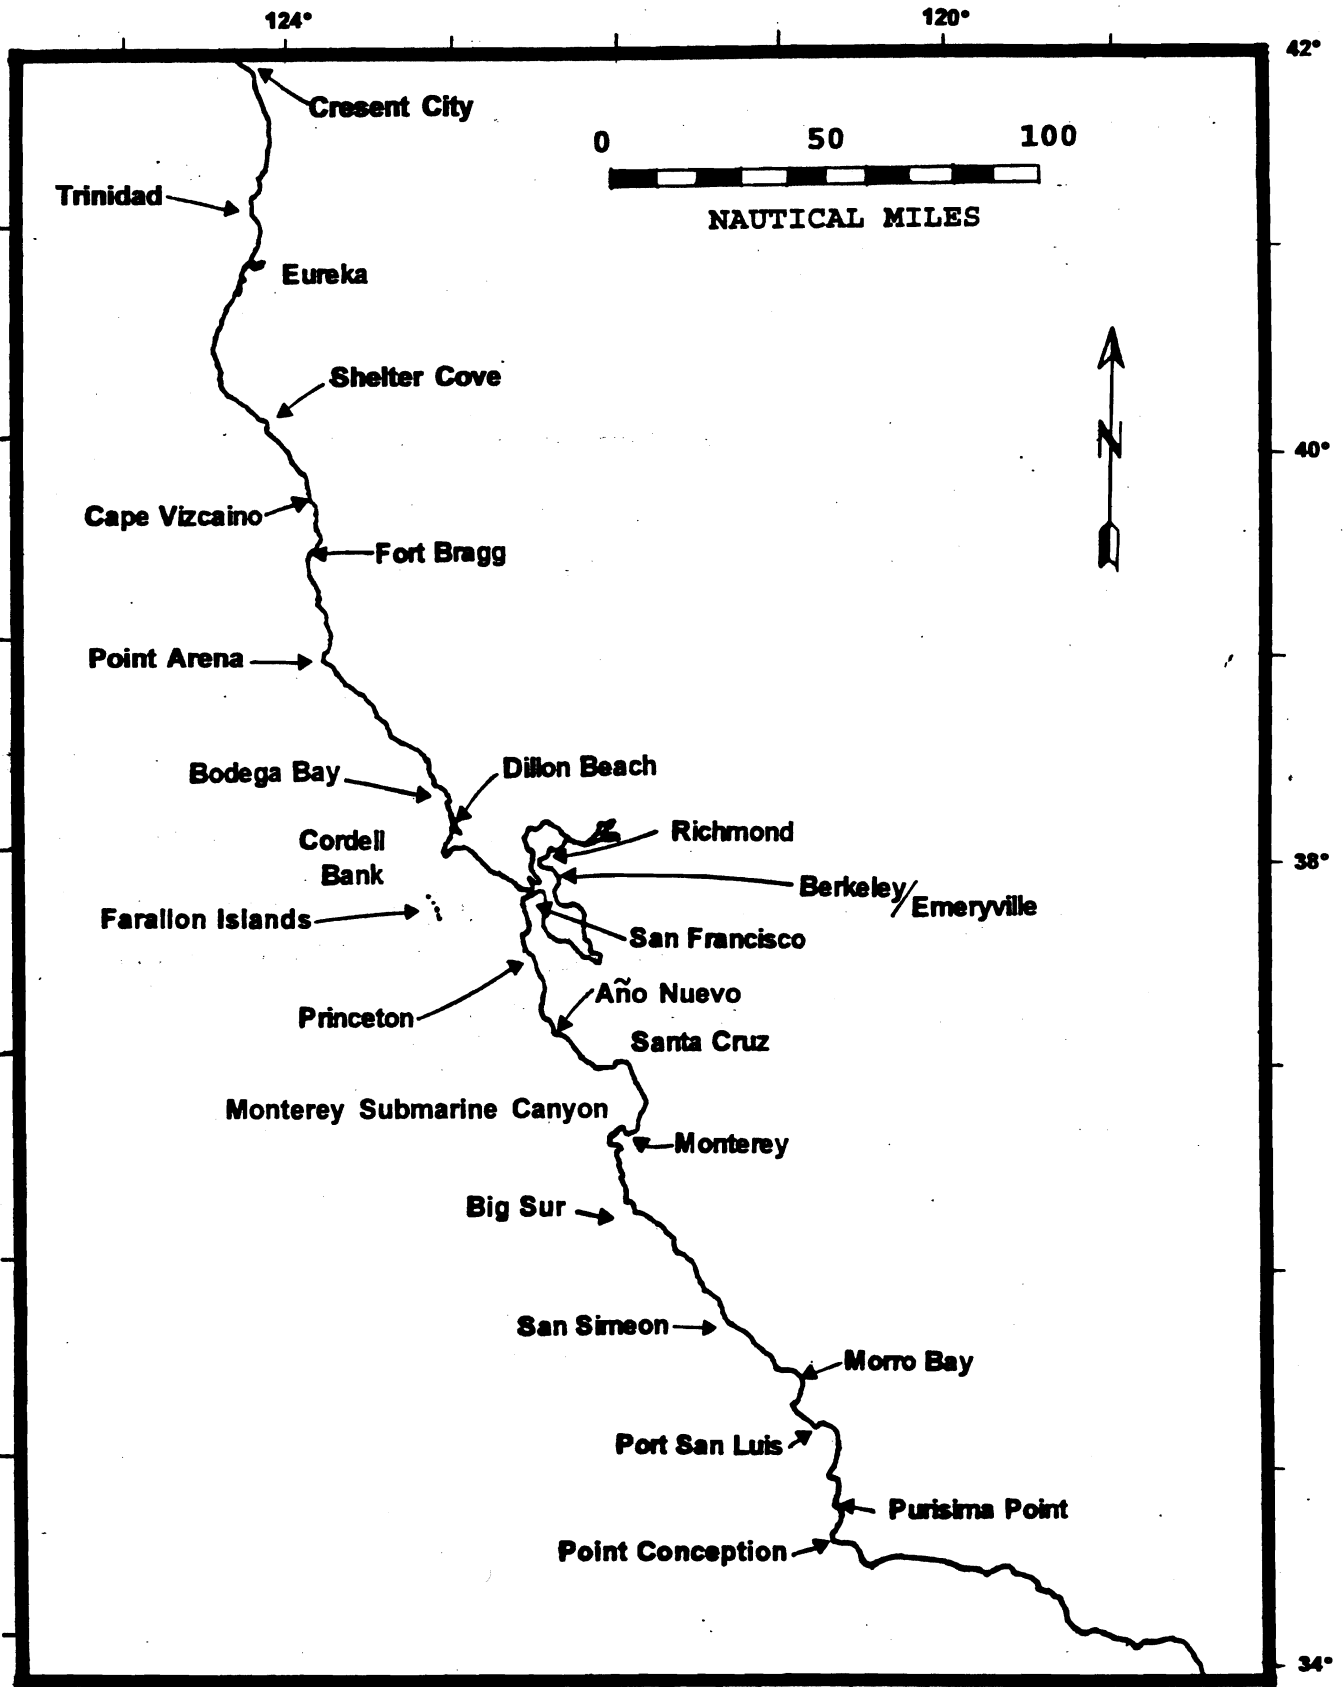 124°
120°
42°
Cresent City
0 50 100
NAUTICAL MILES
Trinidad
Eureka
Shelter Cove
N
40°
Cape Vizcaino
Fort Bragg
Point Arena
Bodega Bay
Dillon Beach
Cordell
Bank
Richmond
38°
Berkeley/
Emeryville
Farallon Islands
San Francisco
Princeton
Año Nuevo
Santa Cruz
Monterey Submarine Canyon
Monterey
Big Sur
San Simeon
Morro Bay
Port San Luis
Purisima Point
Point Conception
34°